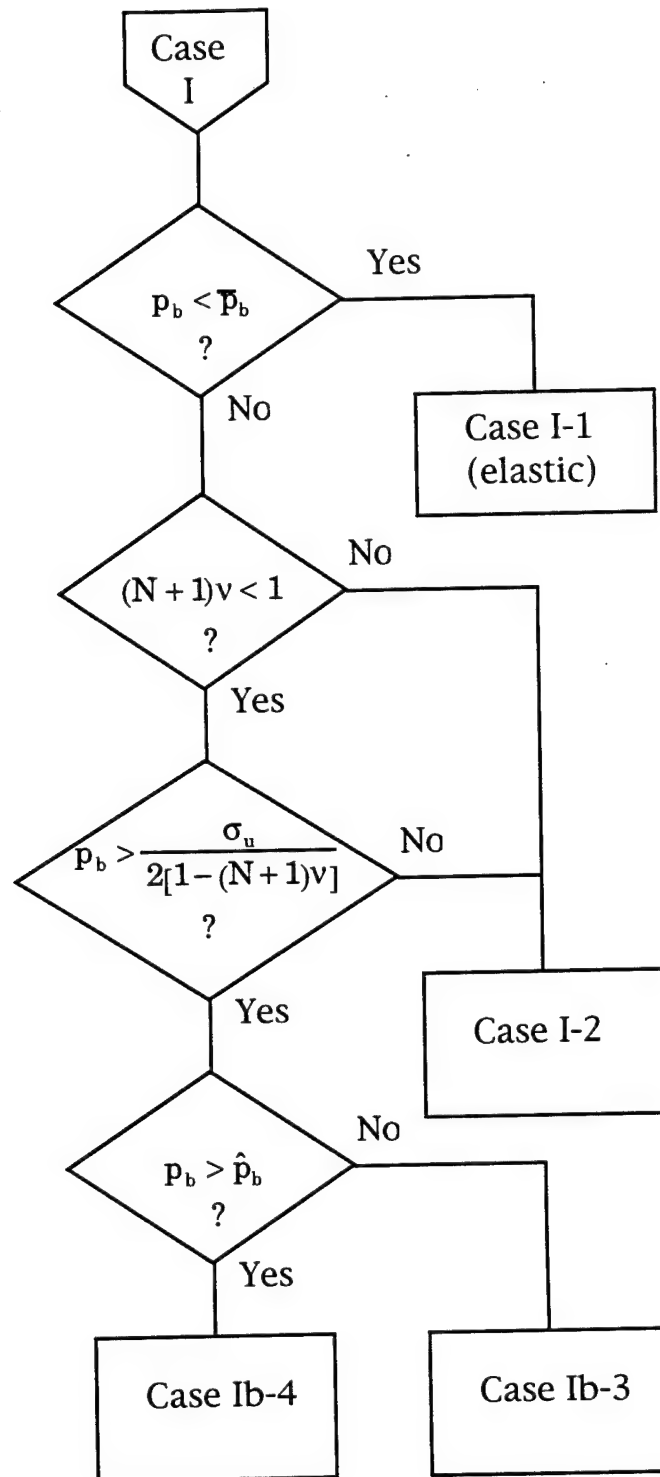 Case
I
p_b < p̅_b
?
Yes
No
Case I-1
(elastic)
(N + 1)ν < 1
?
No
Yes
p_b > σ_u / 2[1 – (N + 1)ν]
?
No
Yes
Case I-2
p_b > p̂_b
?
No
Yes
Case Ib-4
Case Ib-3